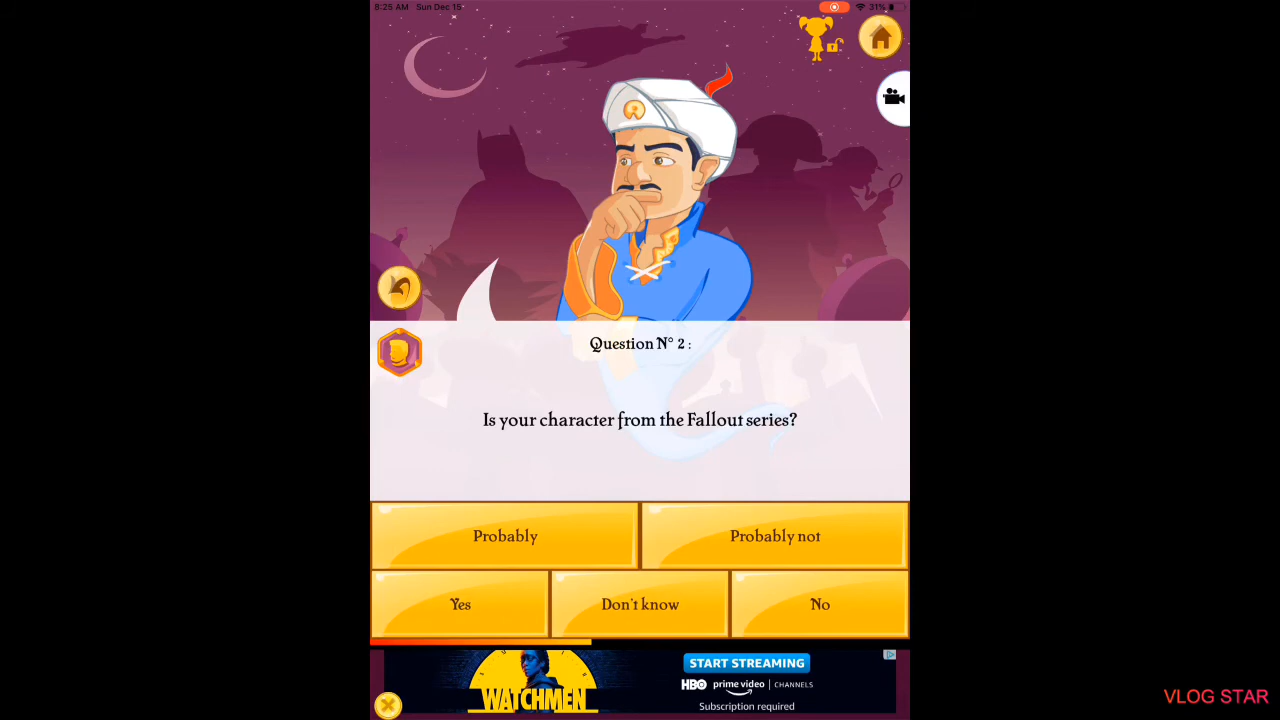 8:25 AM Sun Dec 15
31%
Question N° 2 :
Is your character from the Fallout series?
Probably
Probably not
Yes
Don't know
No
WATCHMEN
START STREAMING
HBO prime video | CHANNELS
Subscription required
VLOG STAR